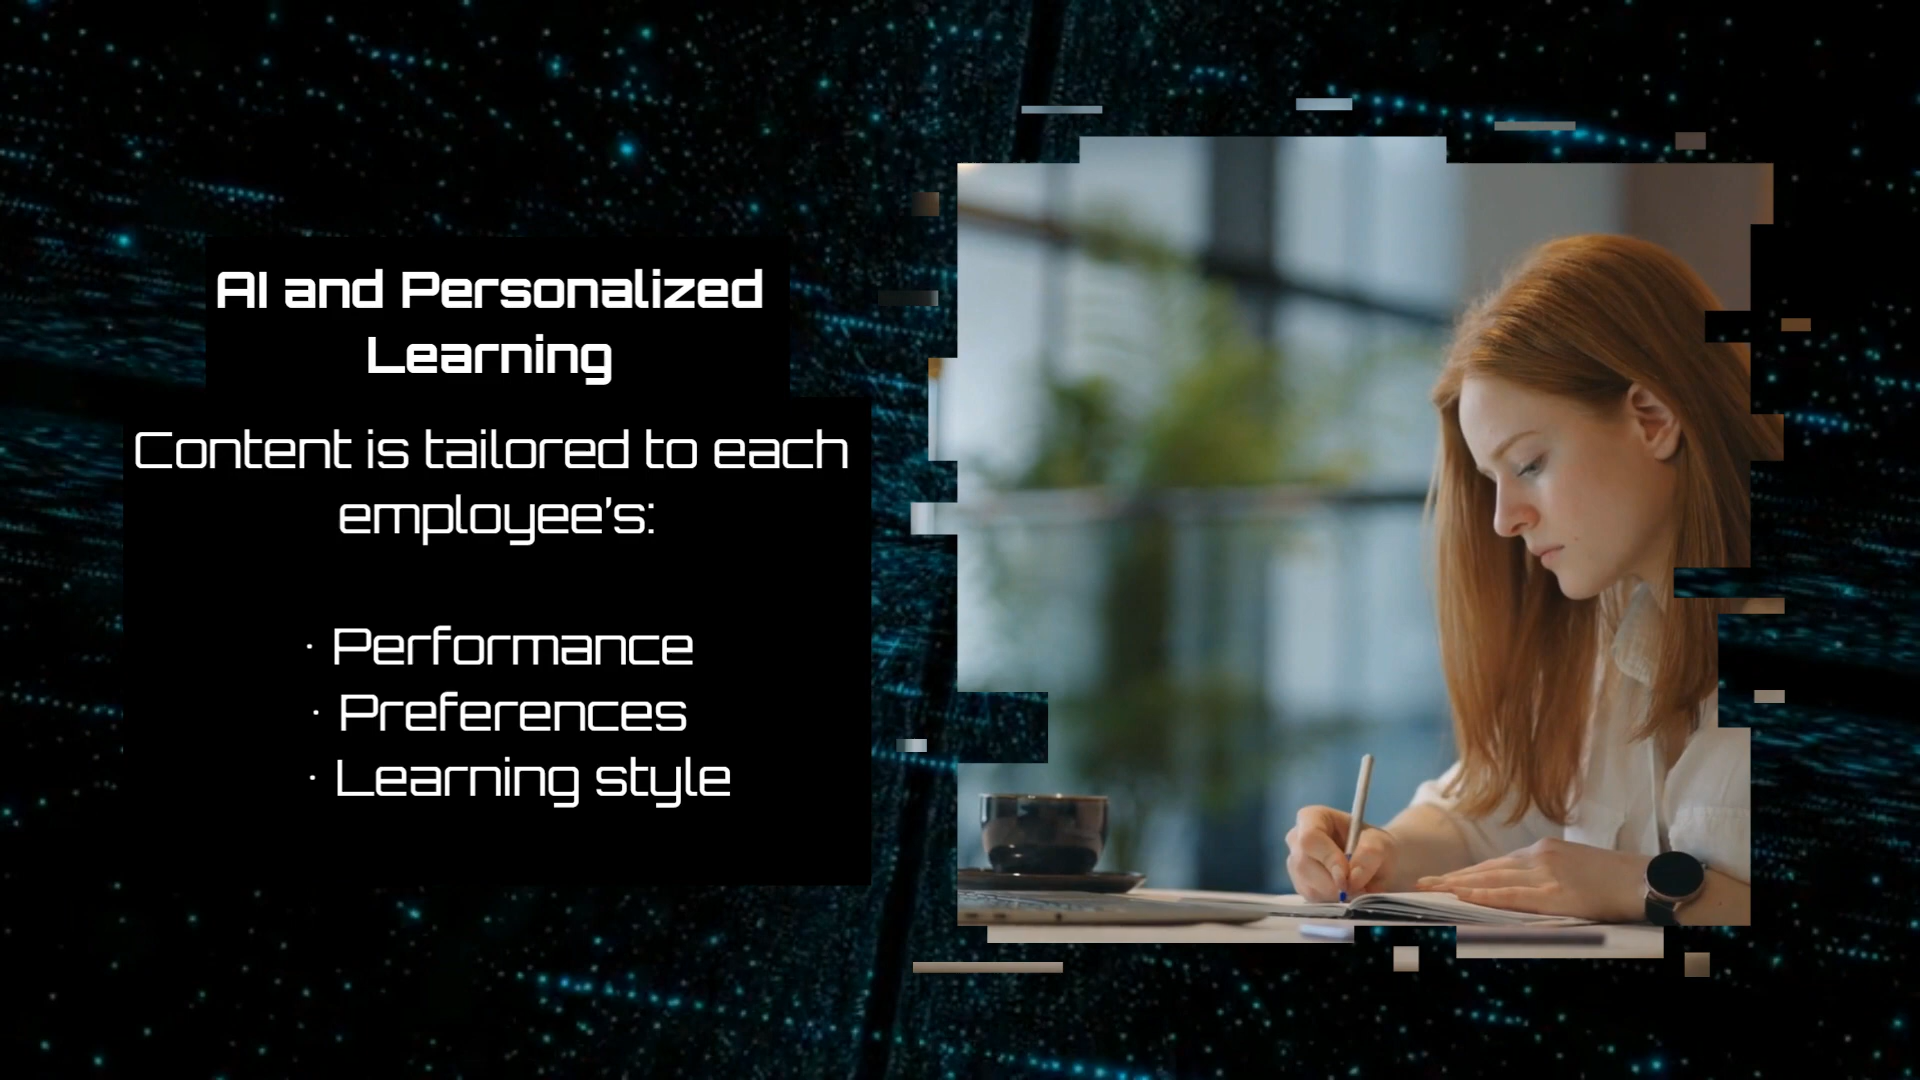 AI and Personalized
Learning
Content is tailored to each
employee's:
· Performance
· Preferences
· Learning style